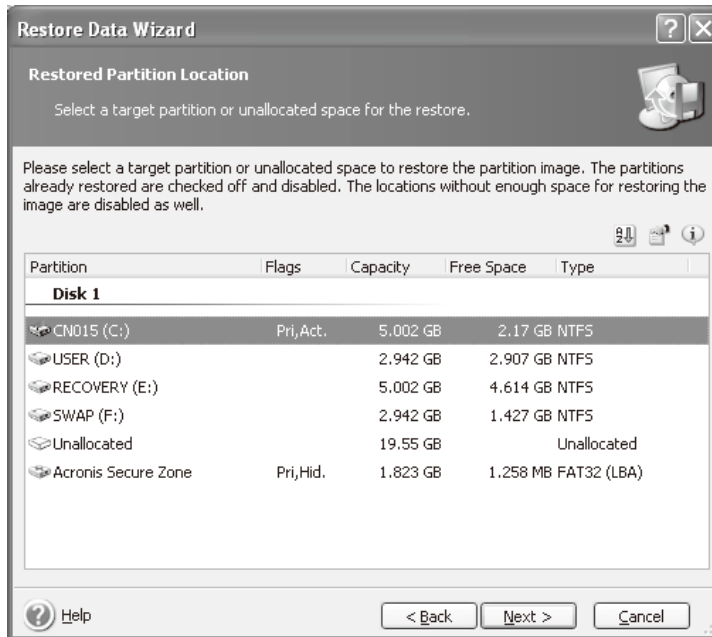 Restore Data Wizard
Restored Partition Location
Select a target partition or unallocated space for the restore.
Please select a target partition or unallocated space to restore the partition image. The partitions
already restored are checked off and disabled. The locations without enough space for restoring the
image are disabled as well.
Partition Flags Capacity Free Space Type
Disk 1
CN015 (C:) Pri,Act. 5.002 GB 2.17 GB NTFS
USER (D:) 2.942 GB 2.907 GB NTFS
RECOVERY (E:) 5.002 GB 4.614 GB NTFS
SWAP (F:) 2.942 GB 1.427 GB NTFS
Unallocated 19.55 GB Unallocated
Acronis Secure Zone Pri,Hid. 1.823 GB 1.258 MB FAT32 (LBA)
Help < Back Next > Cancel